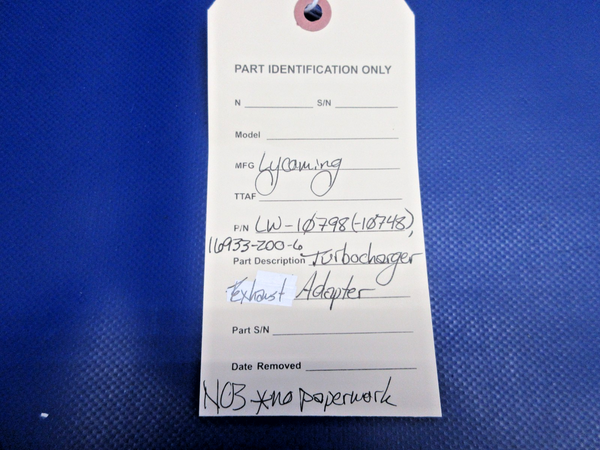 PART IDENTIFICATION ONLY
N S/N
Model
MFG Lycoming
TTAF
P/N LW-10798(-10748),
16933-200-6
Part Description Turbocharger
Exhaust Adapter
Part S/N
Date Removed
NOB *no paperwork